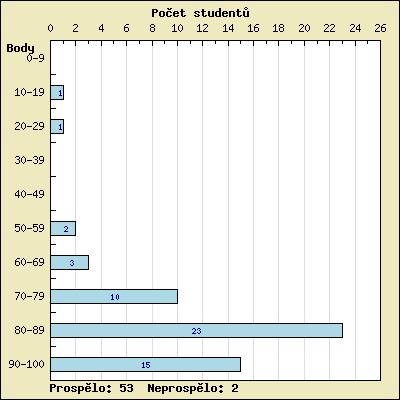 Počet studentů
0 2 4 6 8 10 12 14 16 18 20 22 24 26
Body
0-9
10-19 1
20-29 1
30-39
40-49
50-59 2
60-69 3
70-79 10
80-89 23
90-100 15
Prospělo: 53 Neprospělo: 2